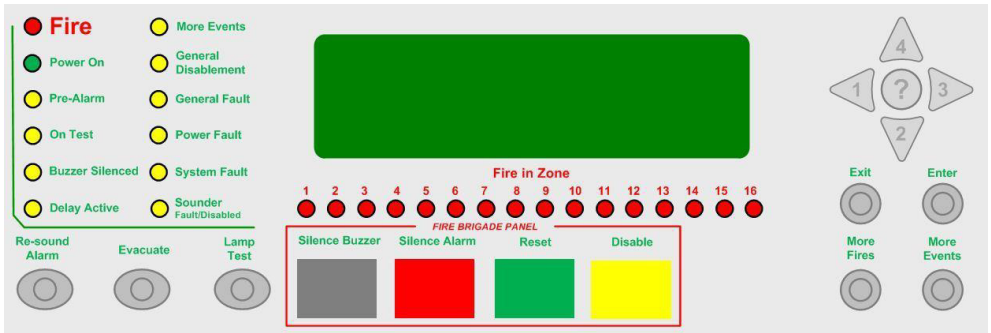 Fire
More Events
Power On
General
Disablement
Pre-Alarm
General Fault
On Test
Power Fault
Buzzer Silenced
System Fault
Delay Active
Sounder
Fault/Disabled
Re-sound
Alarm
Evacuate
Lamp
Test
Fire in Zone
1 2 3 4 5 6 7 8 9 10 11 12 13 14 15 16
FIRE BRIGADE PANEL
Silence Buzzer Silence Alarm Reset Disable
4
1 ? 3
2
Exit Enter
More
Fires
More
Events